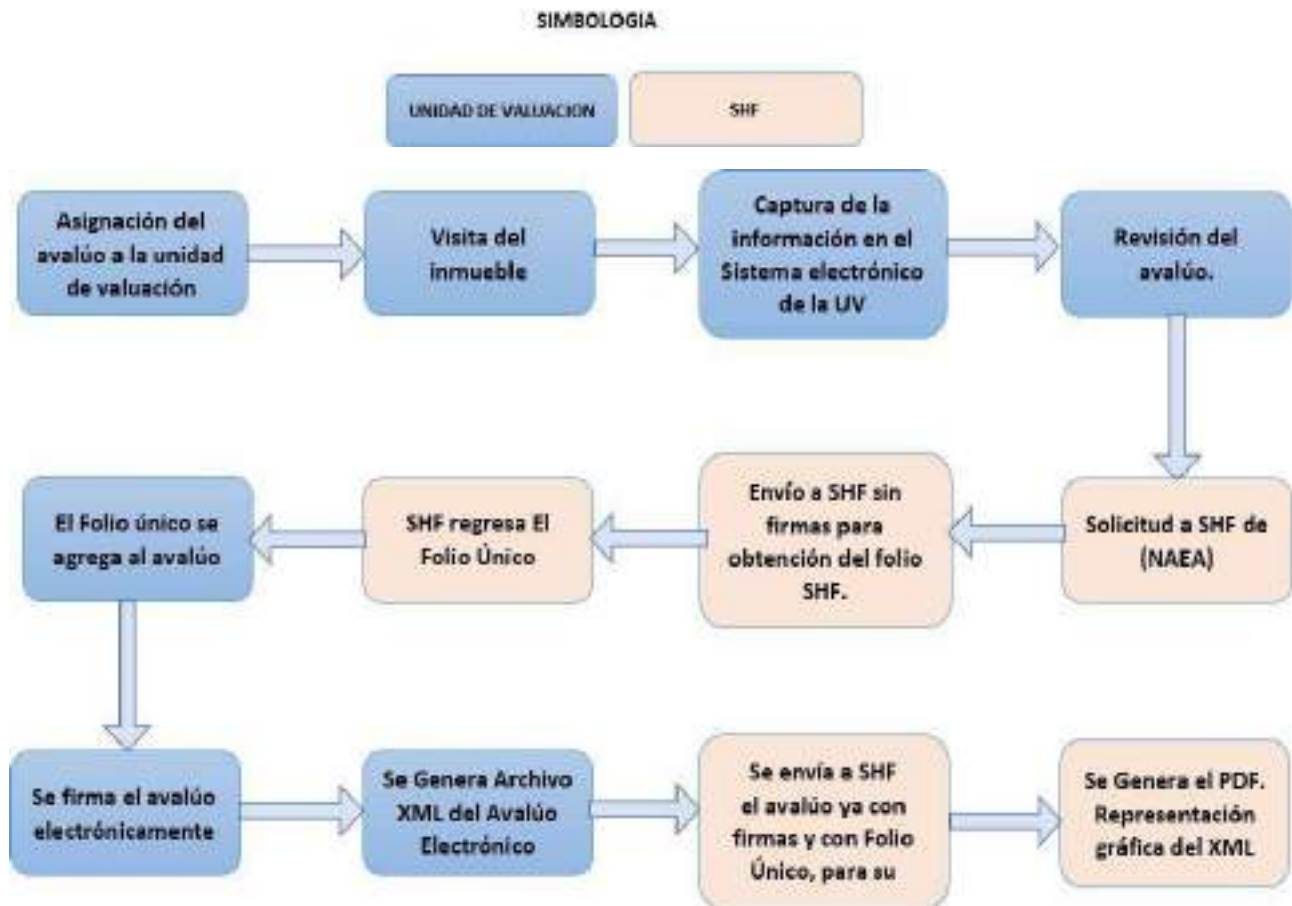 SIMBOLOGIA
UNIDAD DE VALUACION
SHF
Asignación del
avalúo a la unidad
de valuación
Visita del
inmueble
Captura de la
información en el
Sistema electrónico
de la UV
Revisión del
avalúo.
Solicitud a SHF de
(NAEA)
Envío a SHF sin
firmas para
obtención del folio
SHF.
SHF regresa El
Folio Único
El Folio único se
agrega al avalúo
Se firma el avalúo
electrónicamente
Se Genera Archivo
XML del Avalúo
Electrónico
Se envía a SHF
el avalúo ya con
firmas y con Folio
Único, para su
Se Genera el PDF.
Representación
gráfica del XML